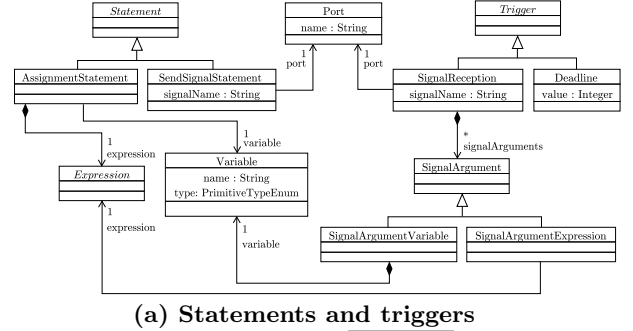 Statement
Port
name : String
Trigger
1
port
1
port
AssignmentStatement
SendSignalStatement
signalName : String
SignalReception
signalName : String
Deadline
value : Integer
1
expression
1
variable
*
signalArguments
Expression
Variable
name : String
type: PrimitiveTypeEnum
SignalArgument
1
expression
1
variable
SignalArgumentVariable
SignalArgumentExpression
(a) Statements and triggers